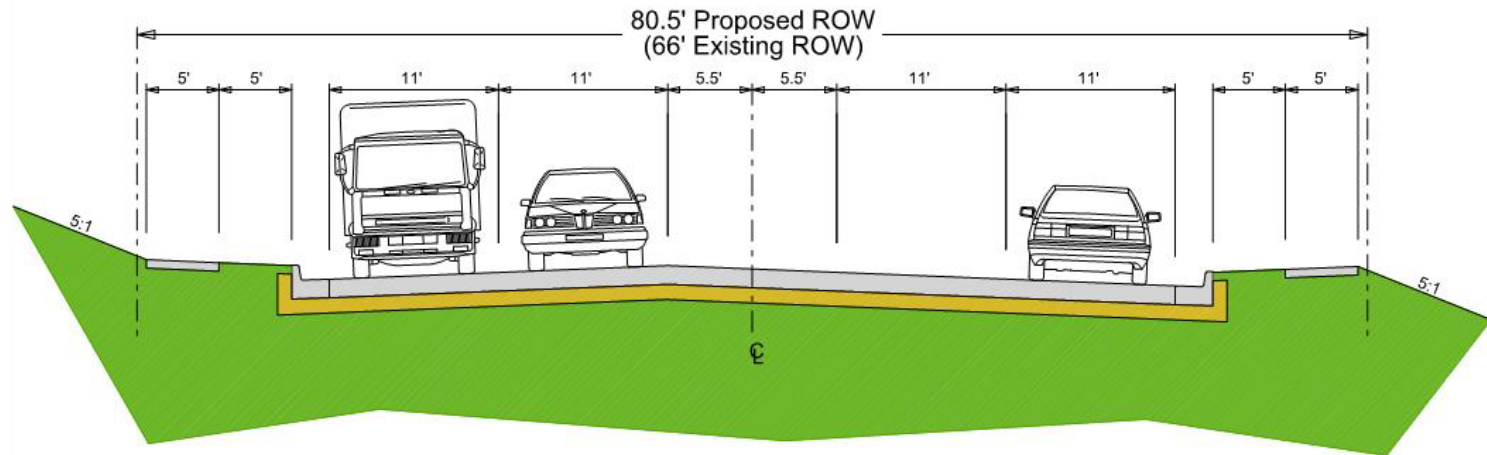 80.5' Proposed ROW
(66' Existing ROW)
5' 5' 11' 11' 5.5' 5.5' 11' 11' 5' 5'
5:1
5:1
℄